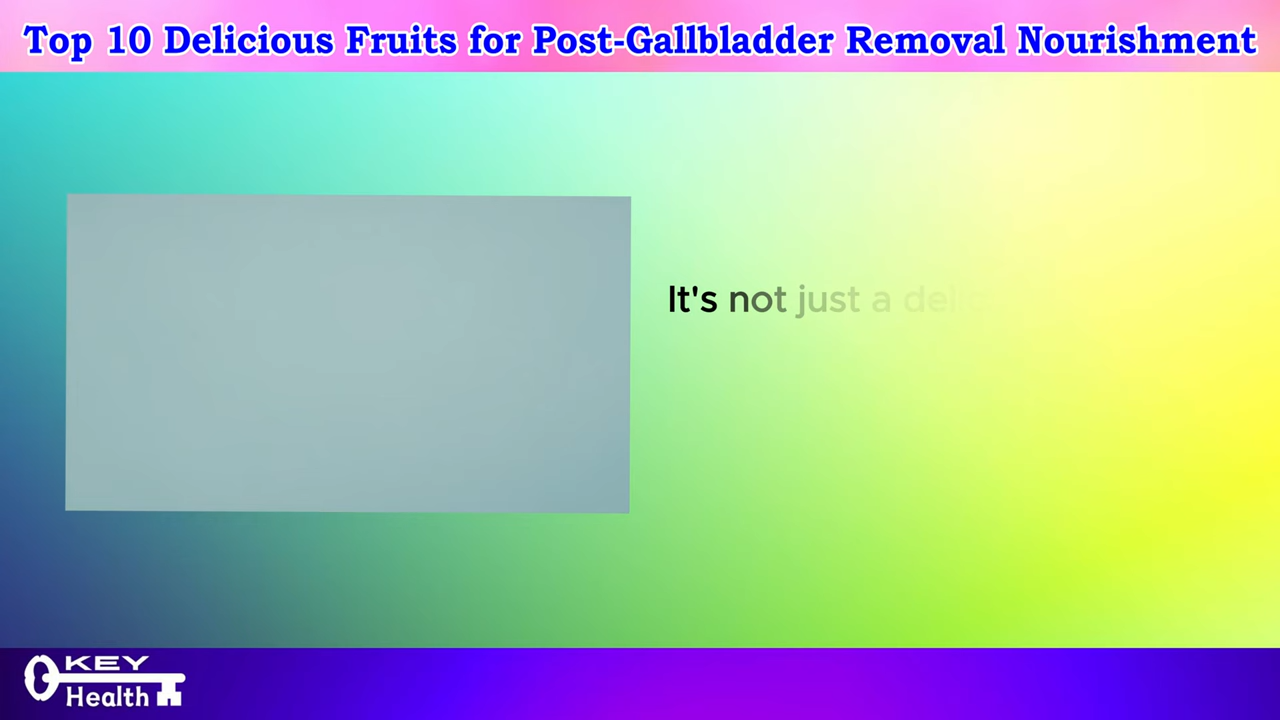 Top 10 Delicious Fruits for Post-Gallbladder Removal Nourishment
It's not just a
KEY
Health